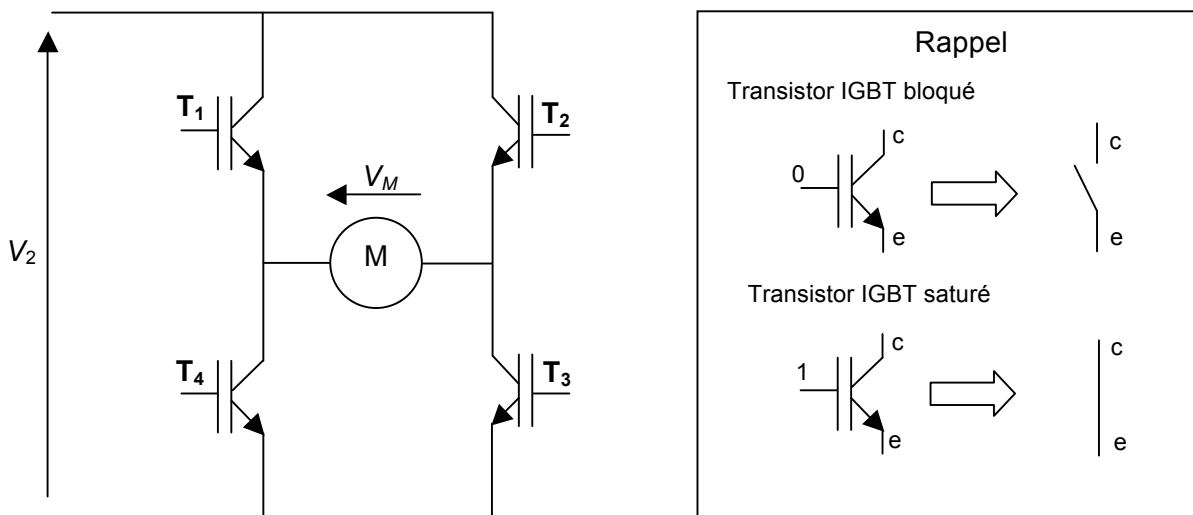 T1
T2
VM
V2
M
T4
T3
Rappel
Transistor IGBT bloqué
c
0
e
c
e
Transistor IGBT saturé
c
1
e
c
e